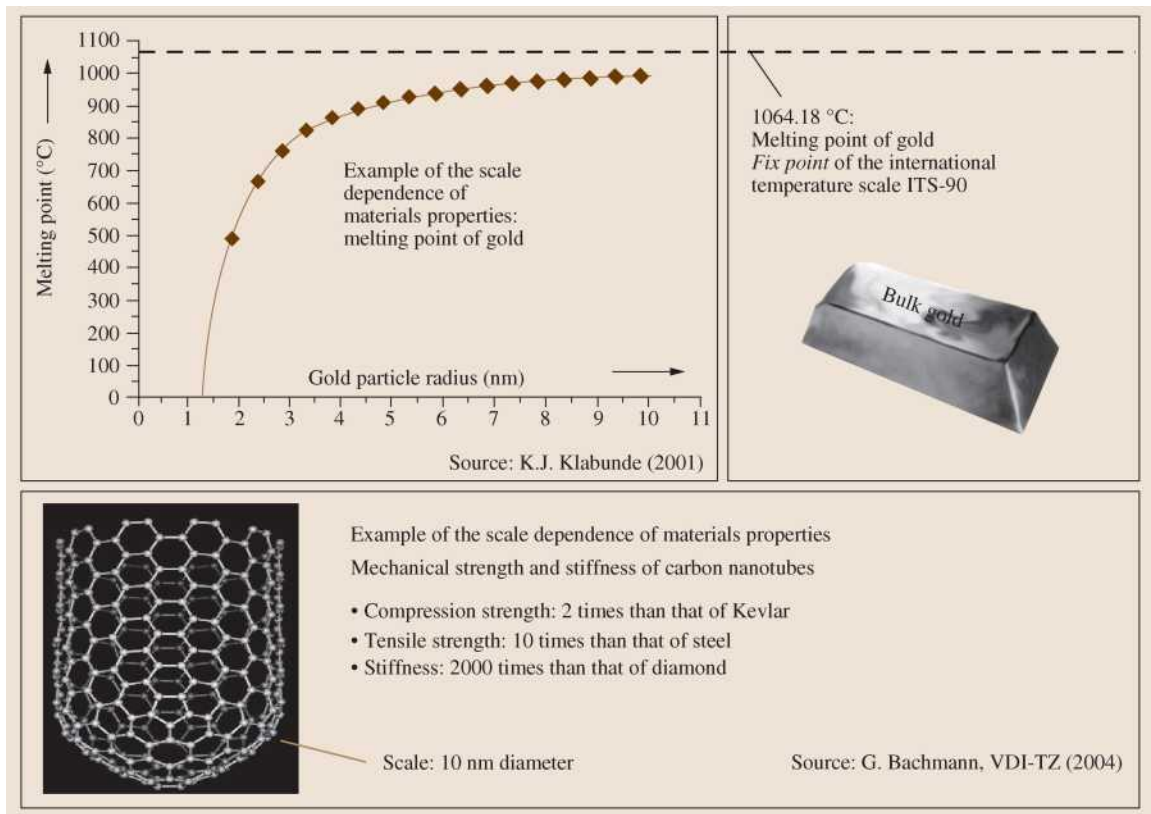 1100
1000
900
800
700
600
500
400
300
200
100
0
Melting point (°C)
Example of the scale
dependence of
materials properties:
melting point of gold
Gold particle radius (nm)
0 1 2 3 4 5 6 7 8 9 10 11
Source: K.J. Klabunde (2001)
1064.18 °C:
Melting point of gold
Fix point of the international
temperature scale ITS-90
Bulk gold
Example of the scale dependence of materials properties
Mechanical strength and stiffness of carbon nanotubes
• Compression strength: 2 times than that of Kevlar
• Tensile strength: 10 times than that of steel
• Stiffness: 2000 times than that of diamond
Scale: 10 nm diameter
Source: G. Bachmann, VDI-TZ (2004)